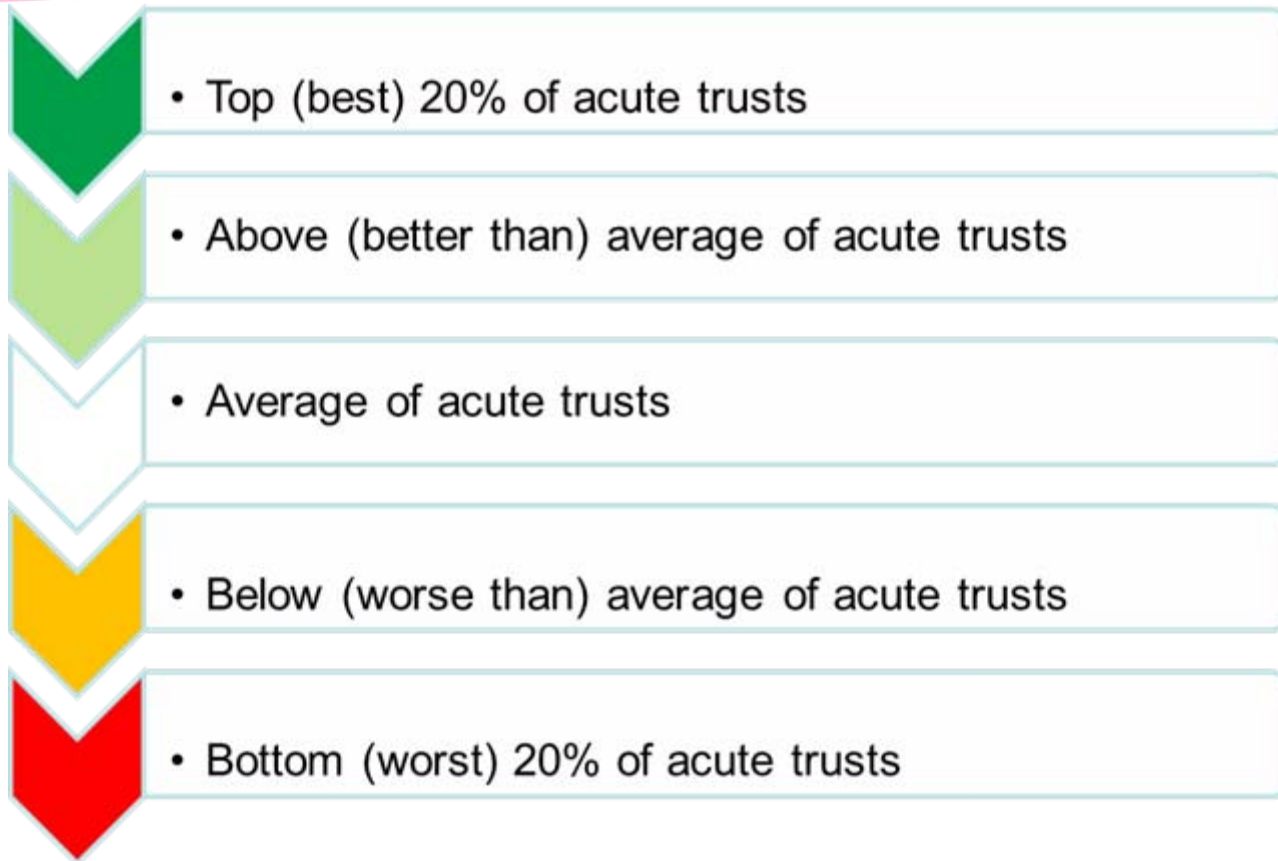 • Top (best) 20% of acute trusts
• Above (better than) average of acute trusts
• Average of acute trusts
• Below (worse than) average of acute trusts
• Bottom (worst) 20% of acute trusts